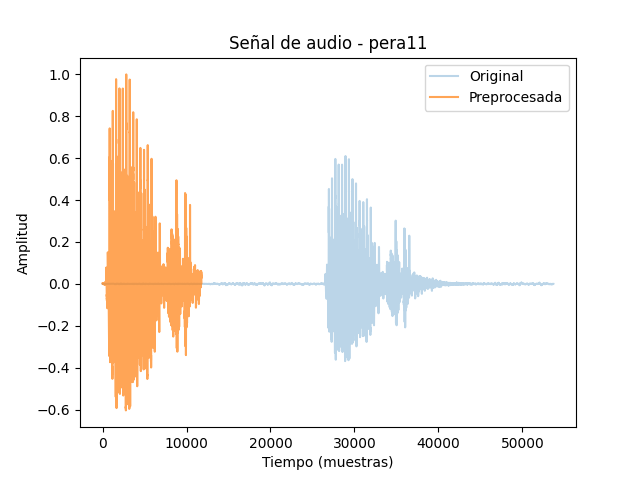 Señal de audio - pera11
Original
Preprocesada
1.0
0.8
0.6
0.4
0.2
0.0
−0.2
−0.4
−0.6
Amplitud
0 10000 20000 30000 40000 50000
Tiempo (muestras)